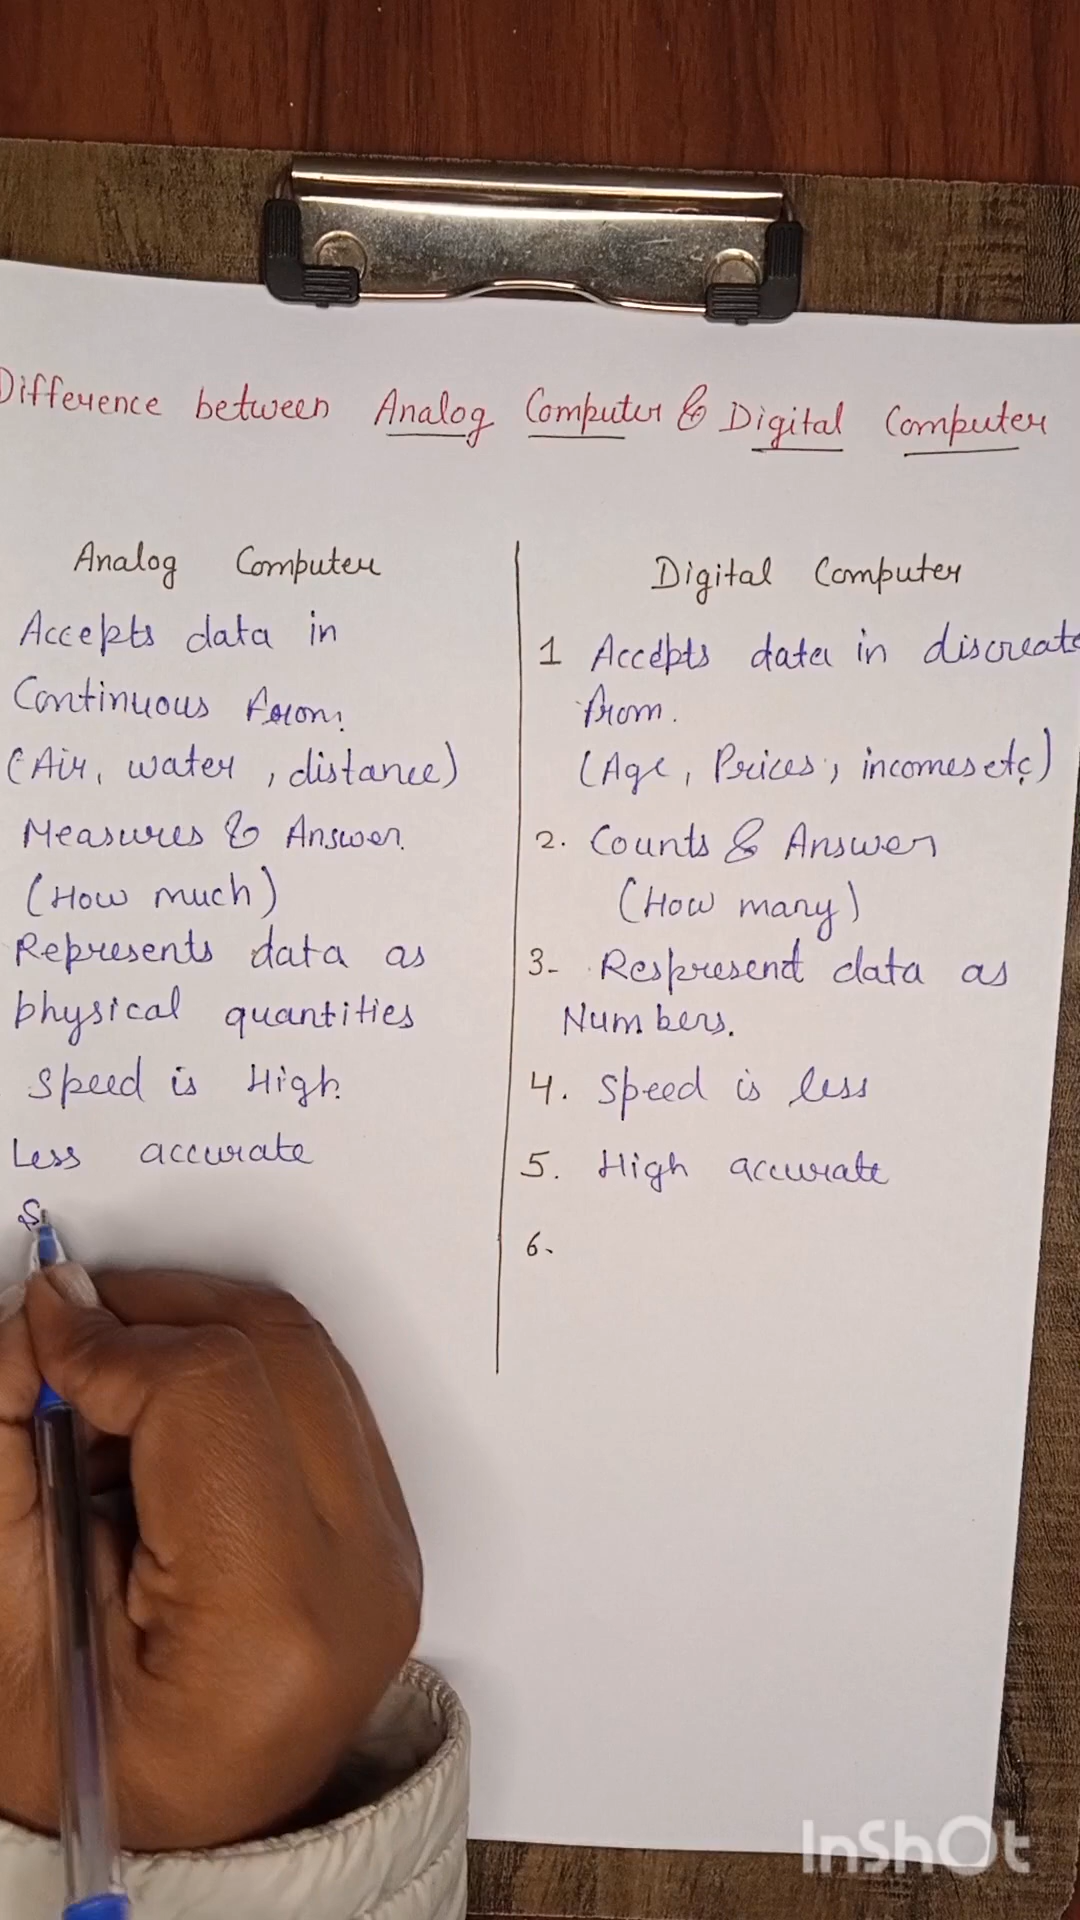 Difference between Analog Computer & Digital Computer
Analog Computer
Accepts data in
Continuous form.
(Air, water, distance)
Measures & Answer.
(How much)
Represents data as
physical quantities
Speed is High.
Less accurate
S
Digital Computer
1 Accepts data in discreate
from.
(Age, Prices, incomes etc)
2. Counts & Answer
(How many)
3- Respresend data as
Numbers.
4. Speed is less
5. High accurate
6.
InShOt